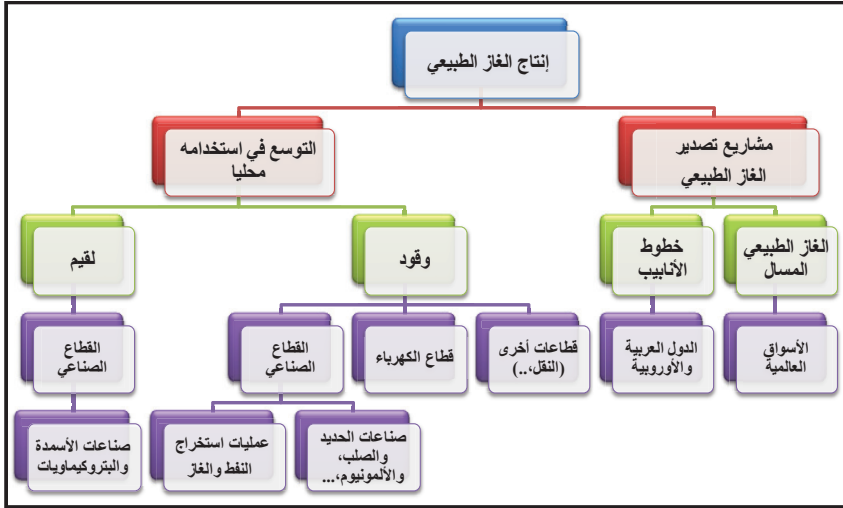 إنتاج الغاز الطبيعي
مشاريع تصدير
الغاز الطبيعي
التوسع في استخدامه
محليا
الغاز الطبيعي
المسال
خطوط
الأنابيب
وقود
لقيم
الأسواق
العالمية
الدول العربية
والأوروبية
قطاعات أخرى
(النقل،..)
قطاع الكهرباء
القطاع
الصناعي
القطاع
الصناعي
صناعات الحديد
والصلب،
والألمونيوم،...
عمليات استخراج
النفط والغاز
صناعات الأسمدة
والبتروكيماويات